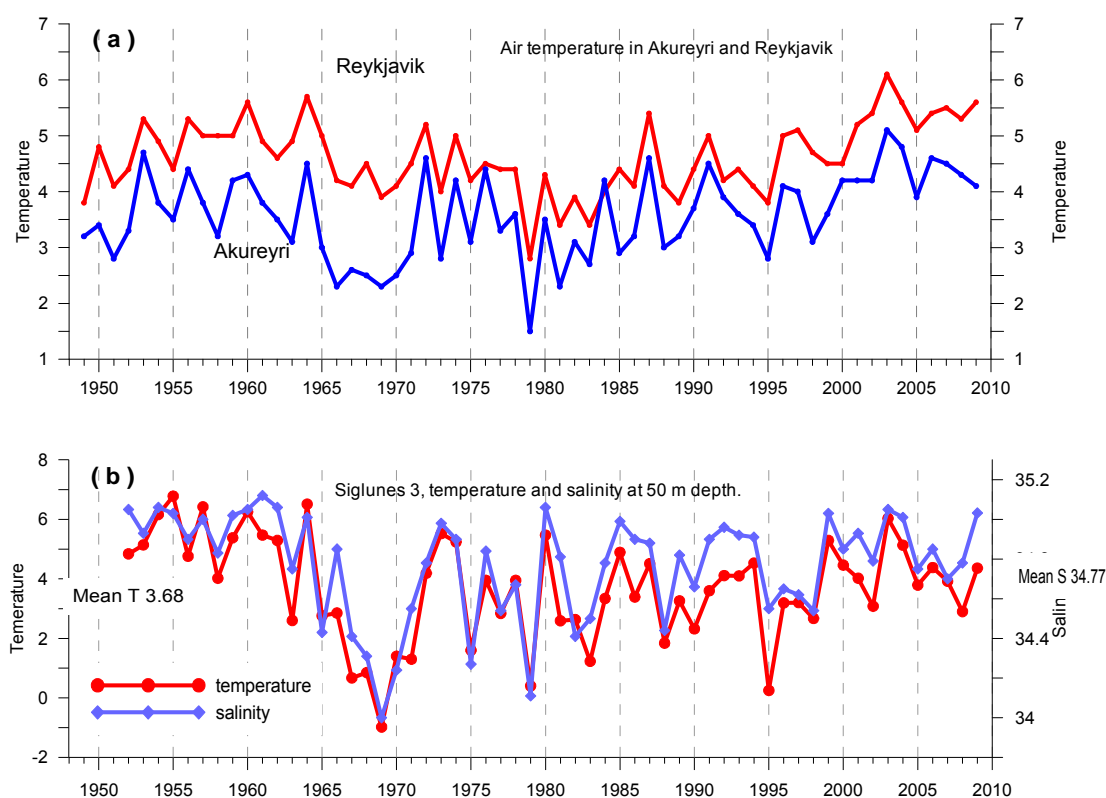 7 7
( a ) Air temperature in Akureyri and Reykjavik
Reykjavik
6 6
5 5
Temperature Temperature
4 4
3 3
Akureyri
2 2
1 1
1950 1955 1960 1965 1970 1975 1980 1985 1990 1995 2000 2005 2010
8
( b ) 35.2
Siglunes 3, temperature and salinity at 50 m depth.
6
4 Mean S 34.77
Mean T 3.68
Temerature Salin
2 34.4
temperature
0
salinity 34
-2
1950 1955 1960 1965 1970 1975 1980 1985 1990 1995 2000 2005 2010